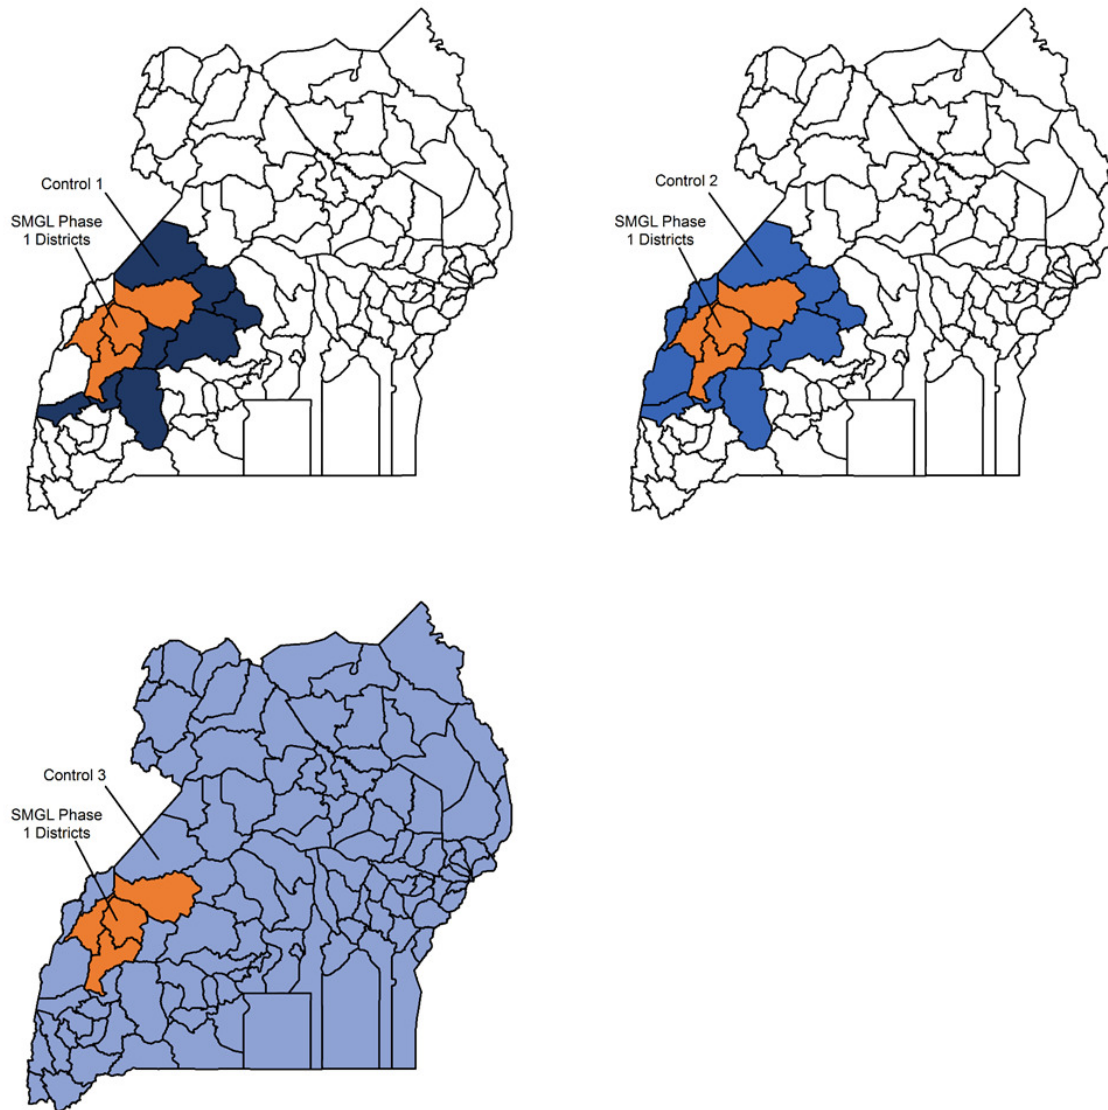 Control 1
SMGL Phase
1 Districts
Control 2
SMGL Phase
1 Districts
Control 3
SMGL Phase
1 Districts